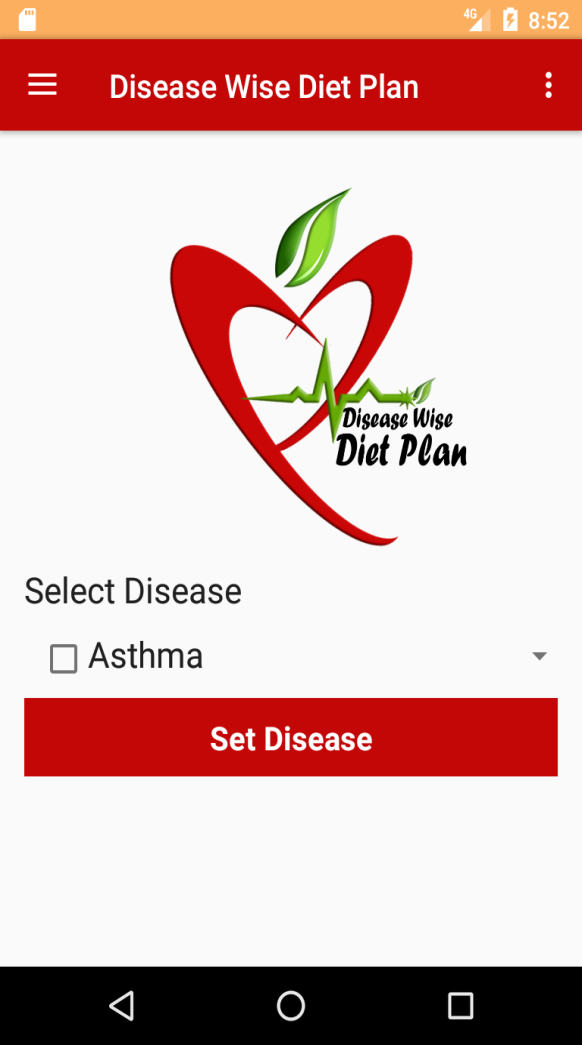 4G 8:52
Disease Wise Diet Plan
Disease Wise
Diet Plan
Select Disease
Asthma
Set Disease